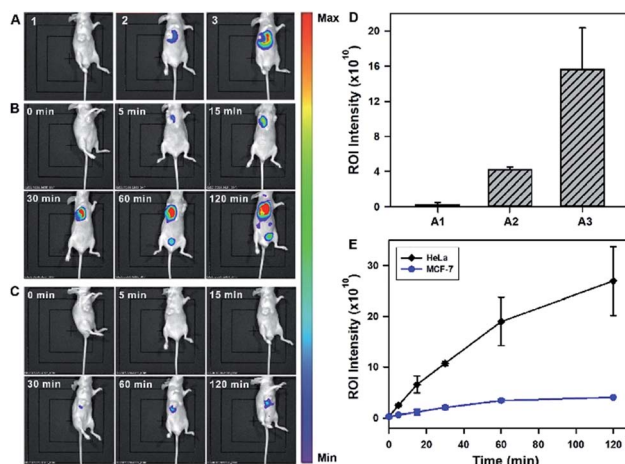 A
1
2
3
Max
B
0 min
5 min
15 min
30 min
60 min
120 min
C
0 min
5 min
15 min
30 min
60 min
120 min
Min
D
ROI Intensity (x10¹⁰)
20
16
12
8
4
0
A1
A2
A3
E
ROI Intensity (x10¹⁰)
30
20
10
0
HeLa
MCF-7
0
20
40
60
80
100
120
Time (min)